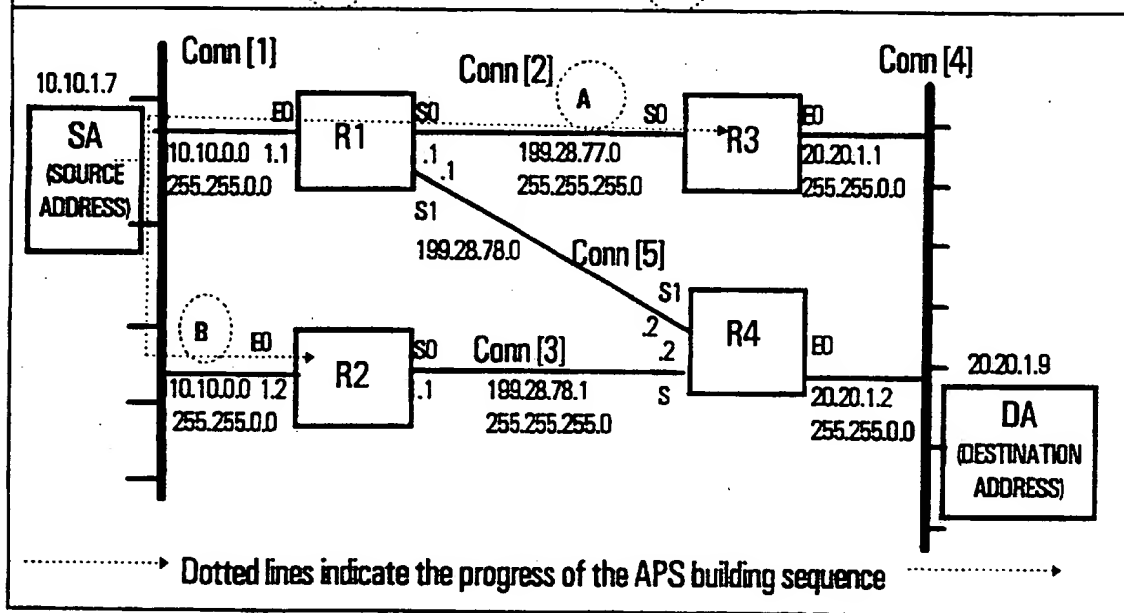 Conn [1]
Conn [2]
Conn [4]
10.10.1.7
SA
(SOURCE
ADDRESS)
E0
R1
S0
A
S0
R3
E0
10.10.0.0 1.1
255.255.0.0
.1
.1
S1
199.28.77.0
255.255.255.0
20.20.1.1
255.255.0.0
199.28.78.0
Conn [5]
S1
.2
.2
R4
E0
B
E0
R2
S0
Conn [3]
10.10.0.0 1.2
255.255.0.0
.1
199.28.78.1
255.255.255.0
S
20.20.1.2
255.255.0.0
20.20.1.9
DA
(DESTINATION
ADDRESS)
Dotted lines indicate the progress of the APS building sequence